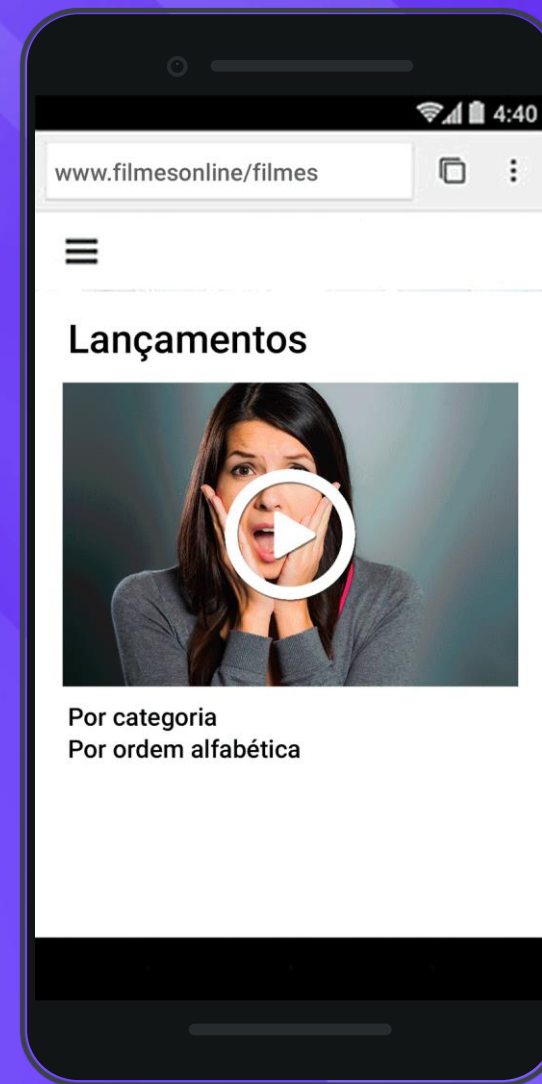 4:40
www.filmesonline/filmes
Lançamentos
Por categoria
Por ordem alfabética